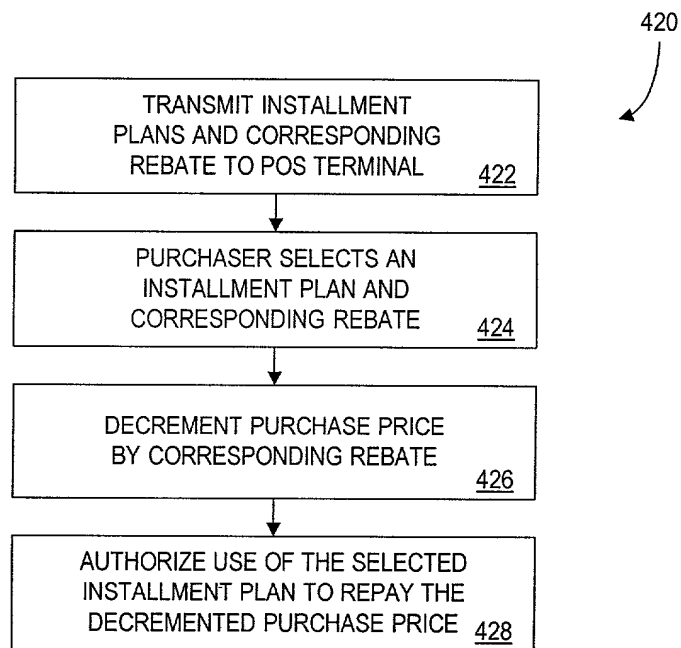 420
TRANSMIT INSTALLMENT
PLANS AND CORRESPONDING
REBATE TO POS TERMINAL
422
PURCHASER SELECTS AN
INSTALLMENT PLAN AND
CORRESPONDING REBATE
424
DECREMENT PURCHASE PRICE
BY CORRESPONDING REBATE
426
AUTHORIZE USE OF THE SELECTED
INSTALLMENT PLAN TO REPAY THE
DECREMENTED PURCHASE PRICE
428